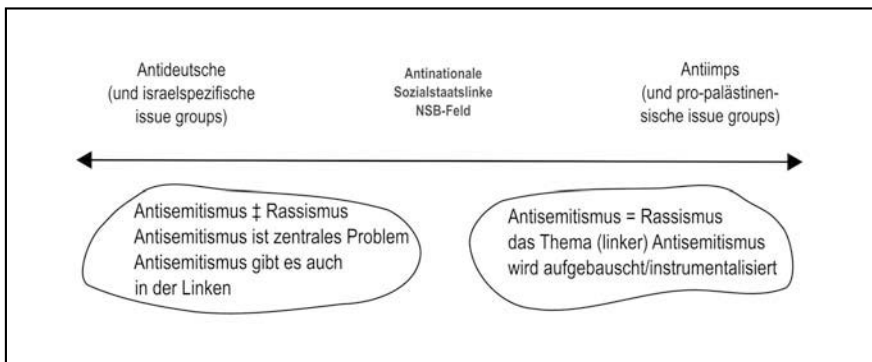 Antideutsche
(und israelspezifische
issue groups)
Antinationale
Sozialstaatslinke
NSB-Feld
Antiimps
(und pro-palästinen-
sische issue groups)
Antisemitismus ‡ Rassismus
Antisemitismus ist zentrales Problem
Antisemitismus gibt es auch
in der Linken
Antisemitismus = Rassismus
das Thema (linker) Antisemitismus
wird aufgebauscht/instrumentalisiert